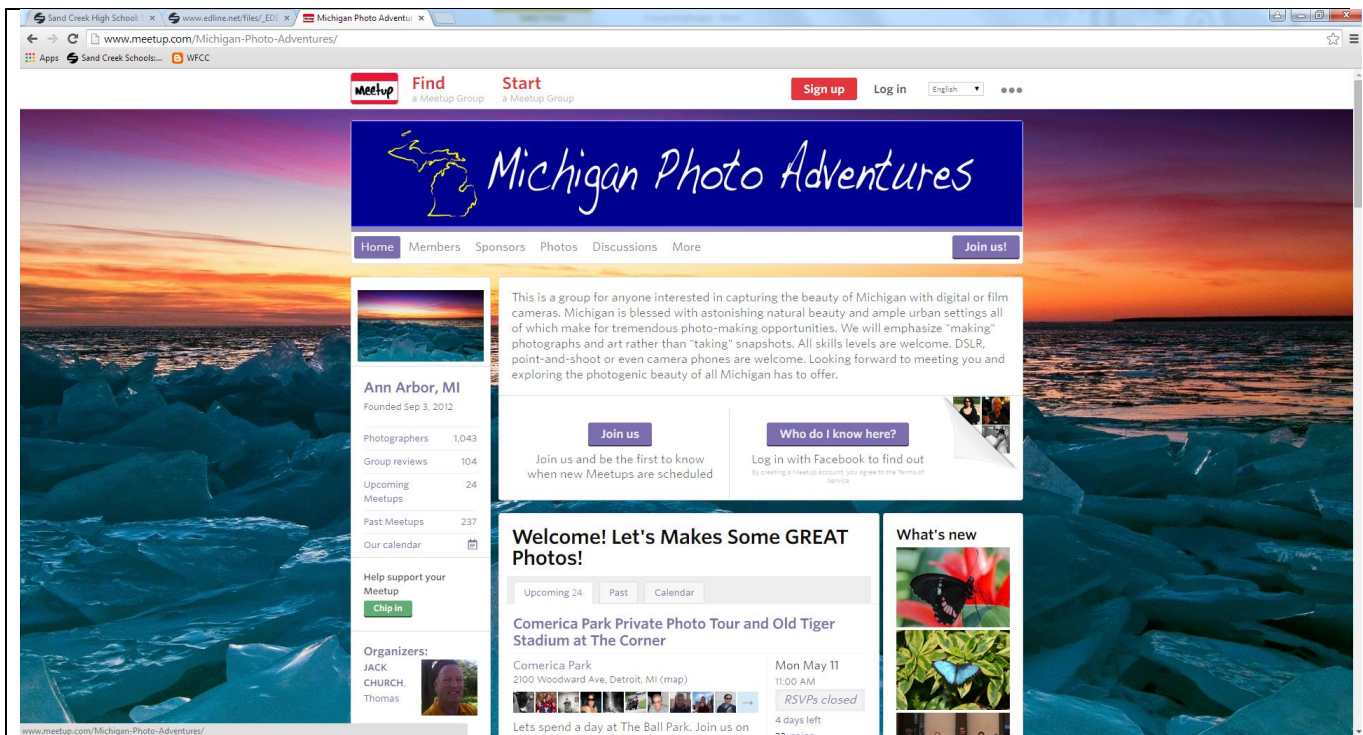 Sand Creek High School:
www.edline.net/files/_EDE
Michigan Photo Adventur
www.meetup.com/Michigan-Photo-Adventures/
Apps Sand Creek Schools:... WFCC
Meetup
Find
a Meetup Group
Start
a Meetup Group
Sign up
Log in
English
Michigan Photo Adventures
Home Members Sponsors Photos Discussions More
Join us!
This is a group for anyone interested in capturing the beauty of Michigan with digital or film
cameras. Michigan is blessed with astonishing natural beauty and ample urban settings all
of which make for tremendous photo-making opportunities. We will emphasize "making"
photographs and art rather than "taking" snapshots. All skills levels are welcome. DSLR,
point-and-shoot or even camera phones are welcome. Looking forward to meeting you and
exploring the photogenic beauty of all Michigan has to offer.
Ann Arbor, MI
Founded Sep 3, 2012
Photographers 1,043
Group reviews 104
Upcoming 24
Meetups
Past Meetups 237
Our calendar
Help support your
Meetup
Chip in
Organizers:
JACK
CHURCH,
Thomas
Join us
Join us and be the first to know
when new Meetups are scheduled
Who do I know here?
Log in with Facebook to find out
By creating a Meetup account, you agree to the Terms of
Service
Welcome! Let's Makes Some GREAT
Photos!
Upcoming 24 Past Calendar
Comerica Park Private Photo Tour and Old Tiger
Stadium at The Corner
Comerica Park
2100 Woodward Ave, Detroit, MI (map)
Lets spend a day at The Ball Park. Join us on
Mon May 11
11:00 AM
RSVPs closed
4 days left
What's new
www.meetup.com/Michigan-Photo-Adventures/